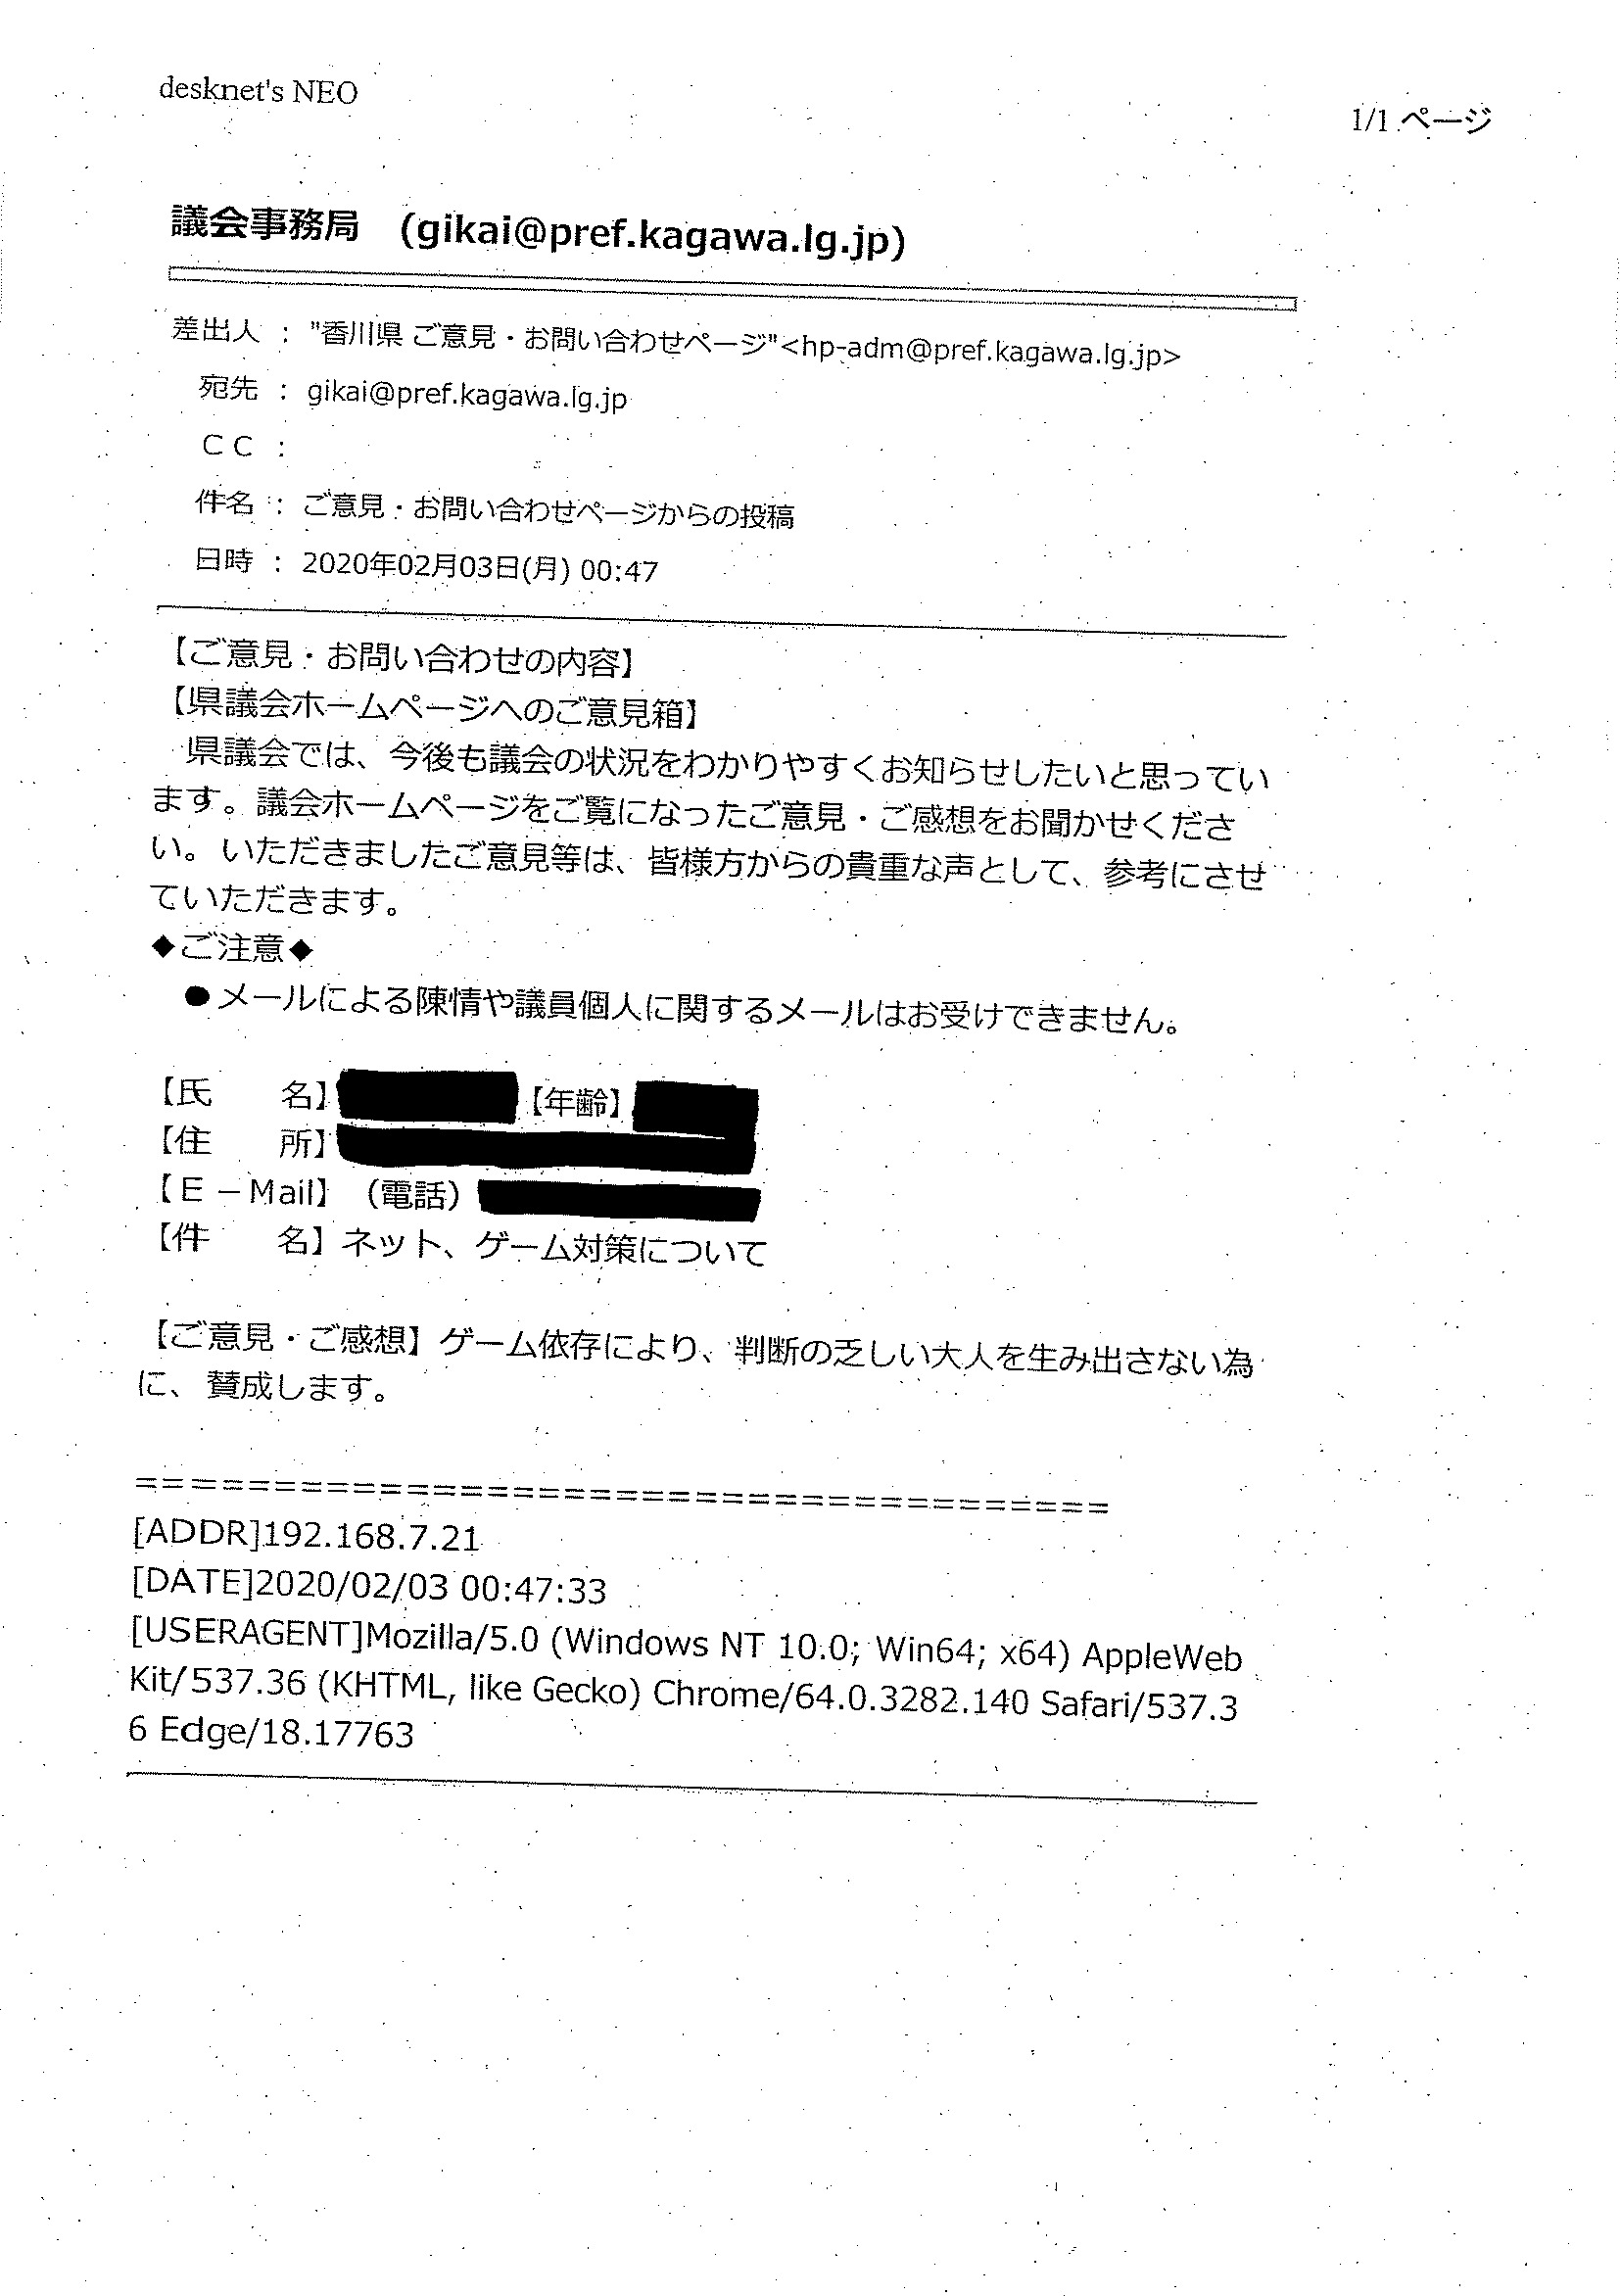 desknet's NEO
1/1 ページ
議会事務局　(gikai@pref.kagawa.lg.jp)
差出人 ： "香川県 ご意見・お問い合わせページ"<hp-adm@pref.kagawa.lg.jp>
宛先 ： gikai@pref.kagawa.lg.jp
ＣＣ ：
件名 ： ご意見・お問い合わせページからの投稿
日時 ： 2020年02月03日(月) 00:47
【ご意見・お問い合わせの内容】
【県議会ホームページへのご意見箱】
　県議会では、今後も議会の状況をわかりやすくお知らせしたいと思ってい
ます。議会ホームページをご覧になったご意見・ご感想をお聞かせくださ
い。いただきましたご意見等は、皆様方からの貴重な声として、参考にさせ
ていただきます。
◆ご注意◆
　●メールによる陳情や議員個人に関するメールはお受けできません。
【氏　　名】【年齢】
【住　　所】
【Ｅ－Mail】（電話）
【件　　名】ネット、ゲーム対策について
【ご意見・ご感想】ゲーム依存により、判断の乏しい大人を生み出さない為
に、賛成します。
====================================
[ADDR]192.168.7.21
[DATE]2020/02/03 00:47:33
[USERAGENT]Mozilla/5.0 (Windows NT 10.0; Win64; x64) AppleWeb
Kit/537.36 (KHTML, like Gecko) Chrome/64.0.3282.140 Safari/537.3
6 Edge/18.17763